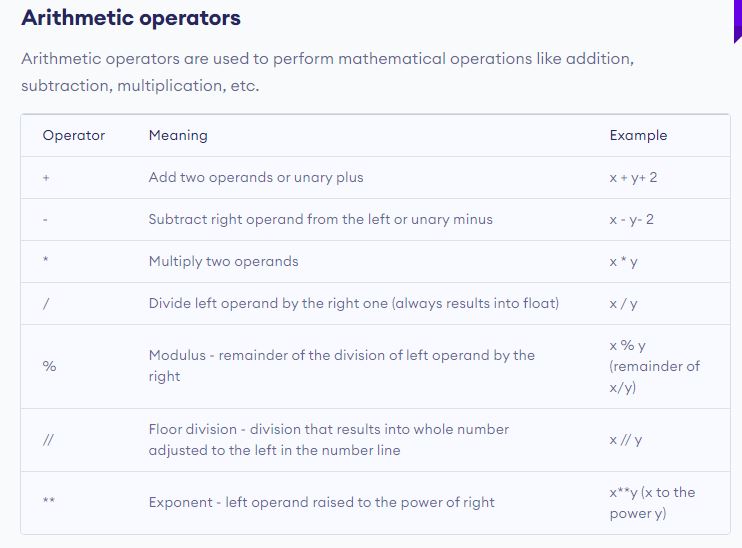 Arithmetic operators
Arithmetic operators are used to perform mathematical operations like addition,
subtraction, multiplication, etc.
Operator Meaning Example
+ Add two operands or unary plus x + y+ 2
- Subtract right operand from the left or unary minus x - y- 2
* Multiply two operands x * y
/ Divide left operand by the right one (always results into float) x / y
% Modulus - remainder of the division of left operand by the
right x % y
(remainder of
x/y)
// Floor division - division that results into whole number
adjusted to the left in the number line x // y
** Exponent - left operand raised to the power of right x**y (x to the
power y)